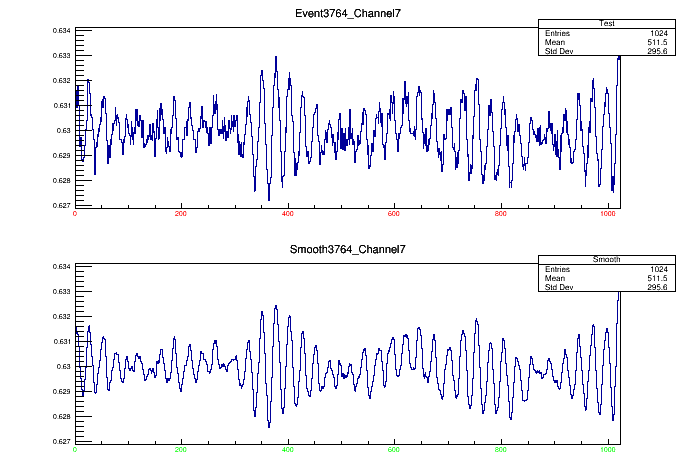 Event3764_Channel7
Test
Entries 1024
Mean 511.5
Std Dev 295.6
0.634
0.633
0.632
0.631
0.63
0.629
0.628
0.627
0 200 400 600 800 1000
Smooth3764_Channel7
Smooth
Entries 1024
Mean 511.5
Std Dev 295.6
0.634
0.633
0.632
0.631
0.63
0.629
0.628
0.627
0 200 400 600 800 1000